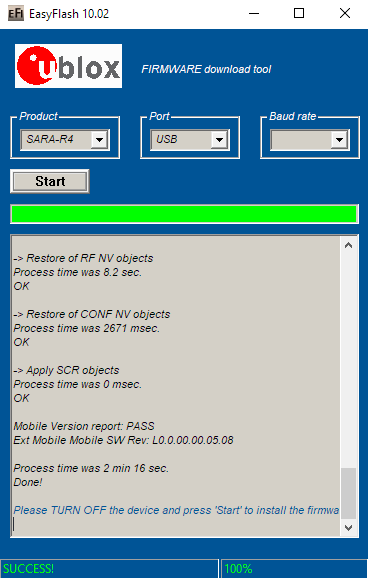 EasyFlash 10.02
ublox
FIRMWARE download tool
Product
Port
Baud rate
SARA-R4
USB
Start
-> Restore of RF NV objects
Process time was 8.2 sec.
OK
-> Restore of CONF NV objects
Process time was 2671 msec.
OK
-> Apply SCR objects
Process time was 0 msec.
OK
Mobile Version report: PASS
Ext Mobile Mobile SW Rev: L0.0.00.00.05.08
Process time was 2 min 16 sec.
Done!
Please TURN OFF the device and press 'Start' to install the firmwa
SUCCESS!
100%